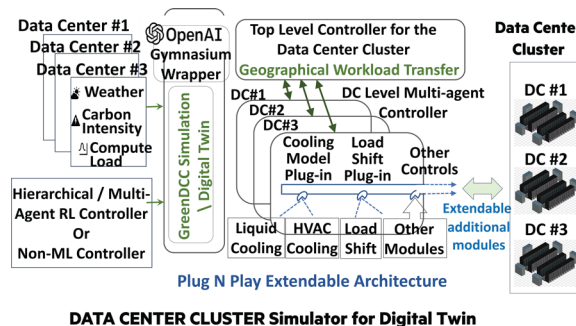 Data Center #1
Data Center #2
Data Center #3
Weather
Carbon
Intensity
Compute
Load
Hierarchical / Multi-
Agent RL Controller
Or
Non-ML Controller
OpenAI
Gymnasium
Wrapper
GreenDCC Simulation
\ Digital Twin
Top Level Controller for the
Data Center Cluster
Geographical Workload Transfer
DC#1
DC#2
DC#3
DC Level Multi-agent
Controller
Cooling
Model
Plug-in
Load
Shift
Plug-in
Other
Controls
Liquid
Cooling
HVAC
Cooling
Load
Shift
Other
Modules
Extendable
additional
modules
Plug N Play Extendable Architecture
Data Center
Cluster
DC #1
DC #2
DC #3
DATA CENTER CLUSTER Simulator for Digital Twin